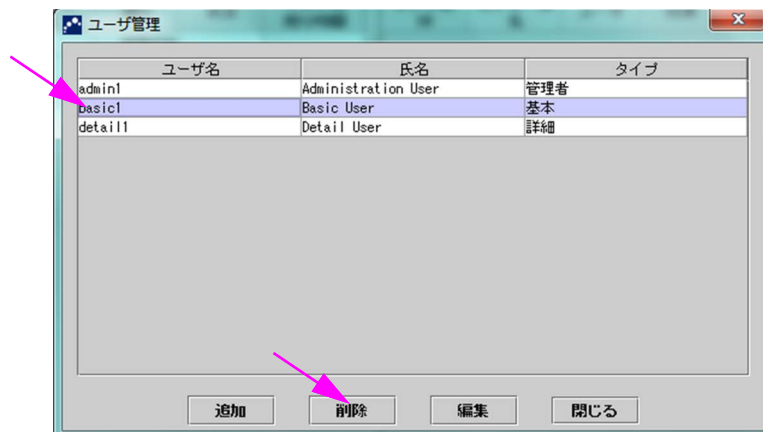 ユーザ管理
ユーザ名 氏名 タイプ
admin1 Administration User 管理者
basic1 Basic User 基本
detail1 Detail User 詳細
追加 削除 編集 閉じる